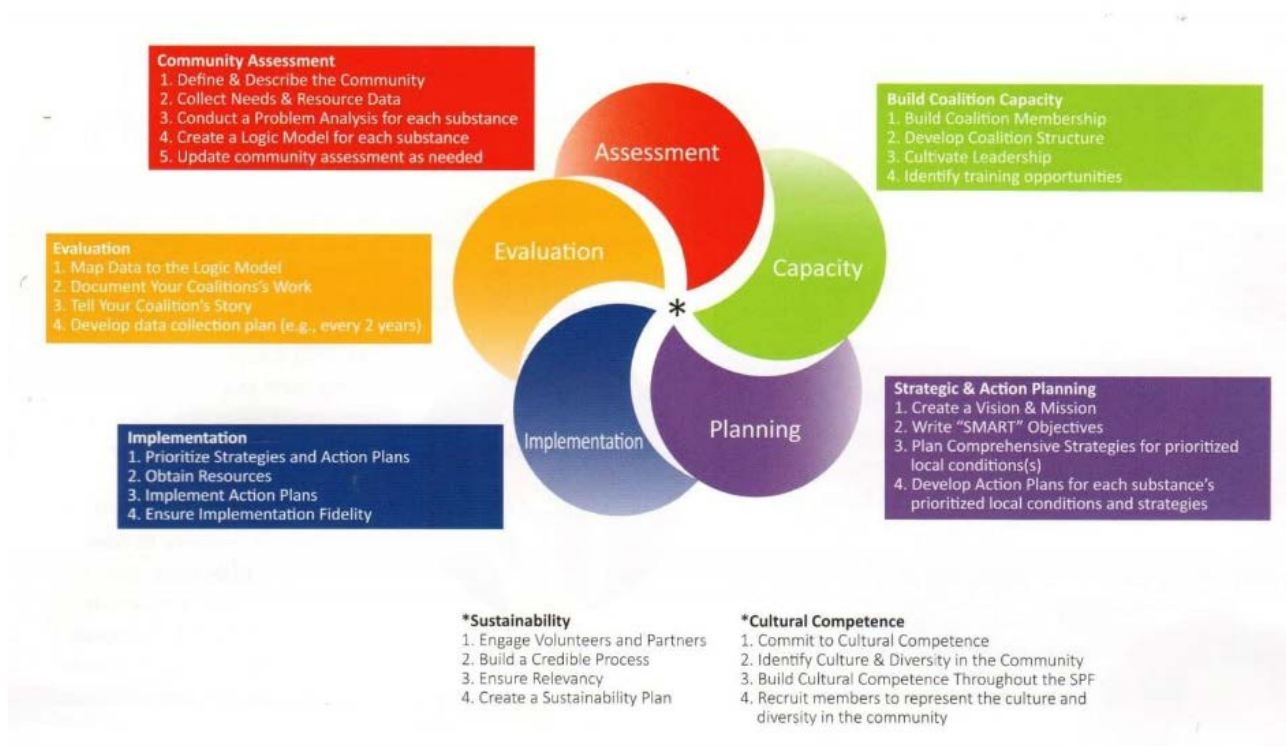 Community Assessment
1. Define & Describe the Community
2. Collect Needs & Resource Data
3. Conduct a Problem Analysis for each substance
4. Create a Logic Model for each substance
5. Update community assessment as needed
Assessment
Build Coalition Capacity
1. Build Coalition Membership
2. Develop Coalition Structure
3. Cultivate Leadership
4. Identify training opportunities
Evaluation
1. Map Data to the Logic Model
2. Document Your Coalitions's Work
3. Tell Your Coalition's Story
4. Develop data collection plan (e.g., every 2 years)
Evaluation
Capacity
*
Implementation
1. Prioritize Strategies and Action Plans
2. Obtain Resources
3. Implement Action Plans
4. Ensure Implementation Fidelity
Implementation
Planning
Strategic & Action Planning
1. Create a Vision & Mission
2. Write "SMART" Objectives
3. Plan Comprehensive Strategies for prioritized
local conditions(s)
4. Develop Action Plans for each substance's
prioritized local conditions and strategies
*Sustainability
1. Engage Volunteers and Partners
2. Build a Credible Process
3. Ensure Relevancy
4. Create a Sustainability Plan
*Cultural Competence
1. Commit to Cultural Competence
2. Identify Culture & Diversity in the Community
3. Build Cultural Competence Throughout the SPF
4. Recruit members to represent the culture and
diversity in the community